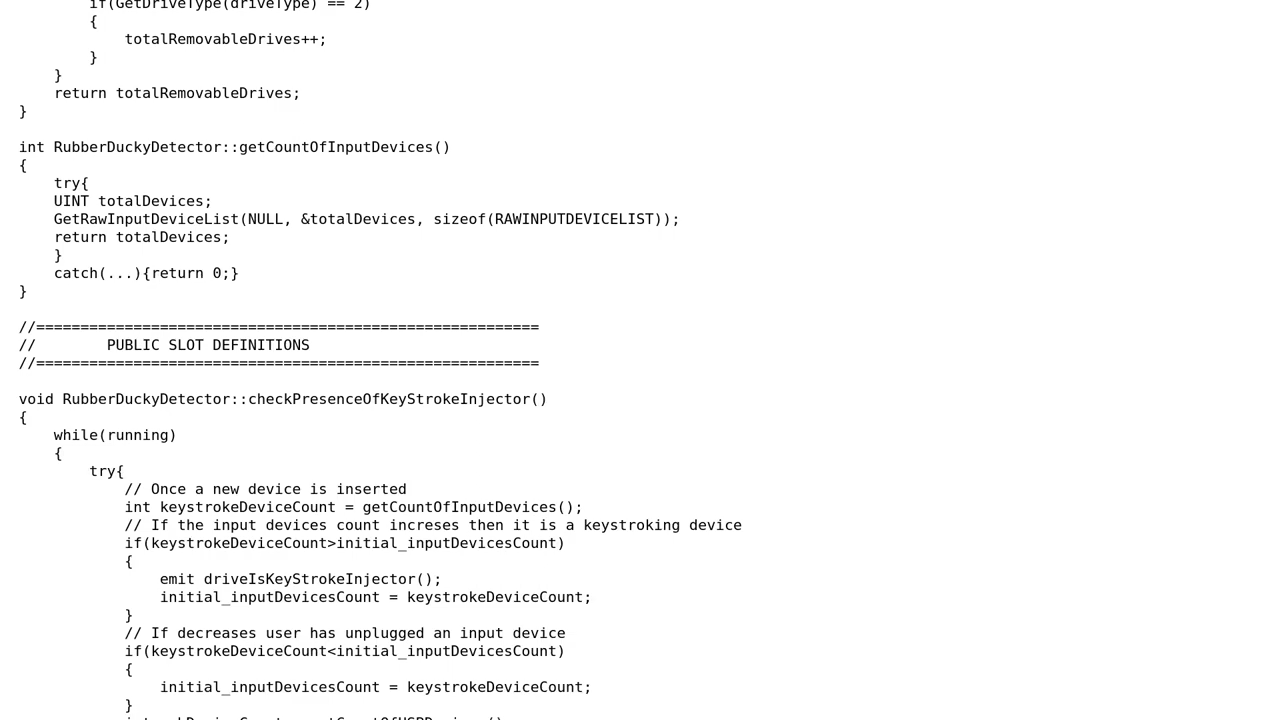 if(GetDriveType(driveType) == 2)
{
totalRemovableDrives++;
}
}
return totalRemovableDrives;
}
int RubberDuckyDetector::getCountOfInputDevices()
{
try{
UINT totalDevices;
GetRawInputDeviceList(NULL, &totalDevices, sizeof(RAWINPUTDEVICELIST));
return totalDevices;
}
catch(...){return 0;}
}
//=========================================================
//        PUBLIC SLOT DEFINITIONS
//=========================================================
void RubberDuckyDetector::checkPresenceOfKeyStrokeInjector()
{
while(running)
{
try{
// Once a new device is inserted
int keystrokeDeviceCount = getCountOfInputDevices();
// If the input devices count increses then it is a keystroking device
if(keystrokeDeviceCount>initial_inputDevicesCount)
{
emit driveIsKeyStrokeInjector();
initial_inputDevicesCount = keystrokeDeviceCount;
}
// If decreases user has unplugged an input device
if(keystrokeDeviceCount<initial_inputDevicesCount)
{
initial_inputDevicesCount = keystrokeDeviceCount;
}